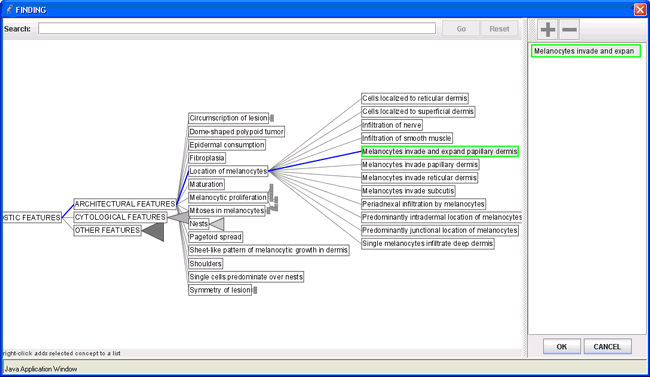 FINDING
Search:
Go
Reset
Melanocytes invade and expan
Cells localized to reticular dermis
Cells localized to superficial dermis
Circumscription of lesion
Infiltration of nerve
Dome-shaped polypoid tumor
Infiltration of smooth muscle
Epidermal consumption
Melanocytes invade and expand papillary dermis
Fibroplasia
Melanocytes invade papillary dermis
Location of melanocytes
Melanocytes invade reticular dermis
Maturation
Melanocytes invade subcutis
Melanocytic proliferation
ARCHITECTURAL FEATURES
Periadnexal infiltration by melanocytes
Mitoses in melanocytes
OSTIC FEATURES
CYTOLOGICAL FEATURES
Predominantly intradermal location of melanocytes
Nests
OTHER FEATURES
Predominantly junctional location of melanocytes
Pagetoid spread
Single melanocytes infiltrate deep dermis
Sheet-like pattern of melanocytic growth in dermis
Shoulders
Single cells predominate over nests
Symmetry of lesion
OK
CANCEL
right-click adds selected concept to a list
Java Application Window